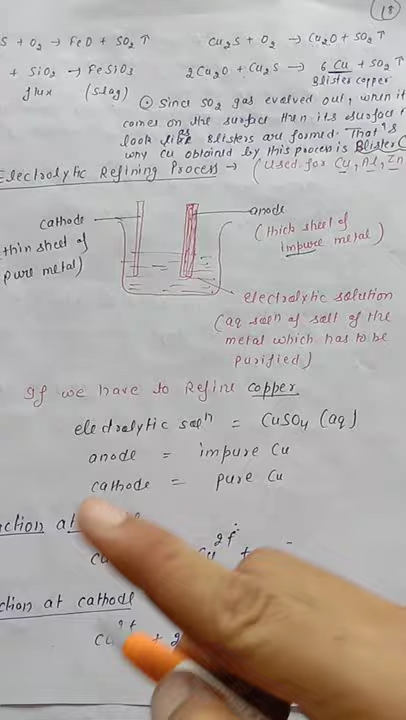 18
S + O₂ → FeO + SO₂↑ Cu₂S + O₂ → Cu₂O + SO₂↑
+ SiO₂ → FeSiO₃ 2Cu₂O + Cu₂S → 6Cu + SO₂↑
flux (Slag) Blister copper
⊙ Since SO₂ gas evolved out, when it
comes on the surface then its surface
look like as blisters are formed. That's
why Cu obtained by this process is Blister
Electrolytic Refining Process → (Used for Cu, Al, Zn
cathode anode
(thin sheet of pure metal) (thick sheet of impure metal)
electrolytic solution
(aq solⁿ of salt of the
metal which has to be
purified)
If we have to Refine copper
electrolytic solⁿ = CuSO₄ (aq)
anode = impure Cu
cathode = pure Cu
ction at
2+
ction at cathode
Cu²⁺ + 2